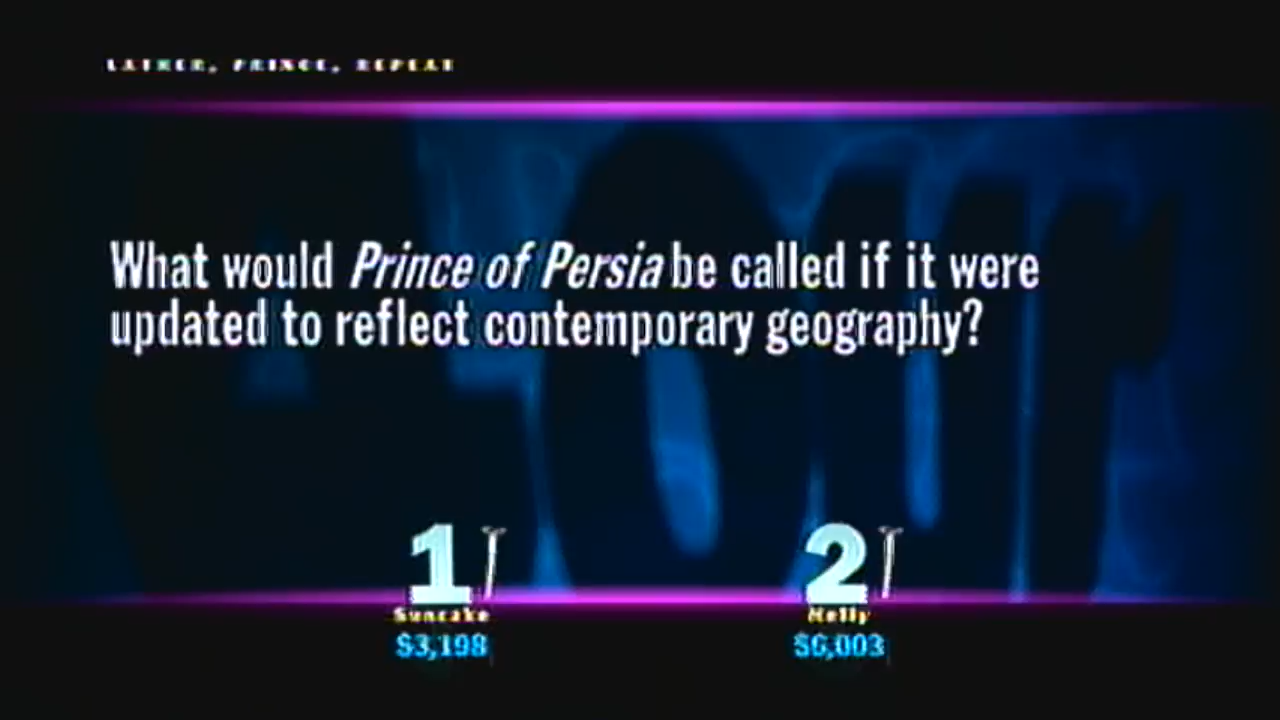 LATHER, PRINCE, REPEAT
What would Prince of Persia be called if it were
updated to reflect contemporary geography?
1 2
Suncake Nelly
$3,198 $6,003